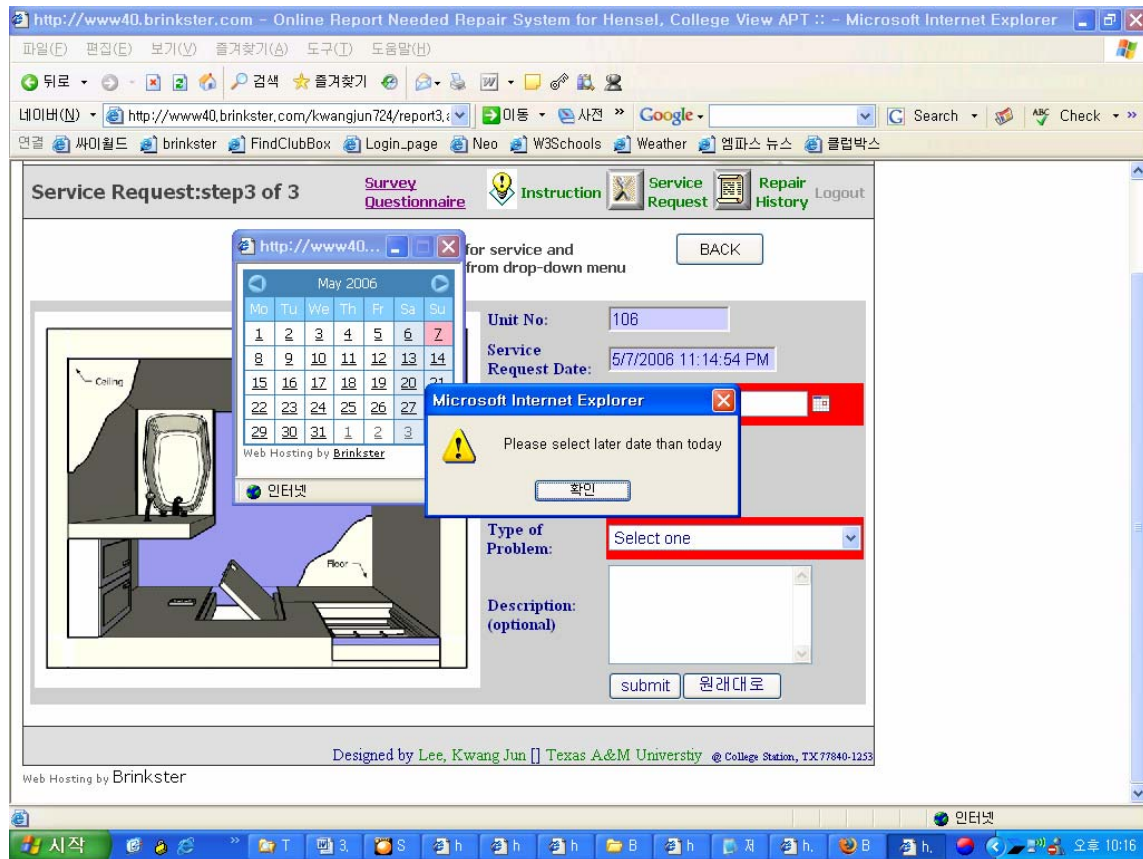 http://www40.brinkster.com - Online Report Needed Repair System for Hensel, College View APT :: - Microsoft Internet Explorer
파일(F) 편집(E) 보기(V) 즐겨찾기(A) 도구(T) 도움말(H)
뒤로 검색 즐겨찾기
네이버(N) http://www40.brinkster.com/kwangjun724/report3.a 이동 사전 » Google Search Check »
연결 싸이월드 brinkster FindClubBox Login_page Neo W3Schools Weather 엠파스 뉴스 클럽박스
Service Request:step3 of 3 Survey Questionnaire Instruction Service Request Repair History Logout
for service and
from drop-down menu
BACK
http://www40...
May 2006
Mo Tu We Th Fr Sa Su
1 2 3 4 5 6 7
8 9 10 11 12 13 14
15 16 17 18 19 20 21
22 23 24 25 26 27
29 30 31 1 2 3
Web Hosting by Brinkster
인터넷
Ceiling
Floor
Unit No: 106
Service Request Date: 5/7/2006 11:14:54 PM
Microsoft Internet Explorer
Please select later date than today
확인
Type of Problem: Select one
Description: (optional)
submit 원래대로
Designed by Lee, Kwang Jun [] Texas A&M Universtiy @ College Station, TX 77840-1253
Web Hosting by Brinkster
인터넷
시작 » T 3, S h h h B h 저 h. B h. 오후 10:16